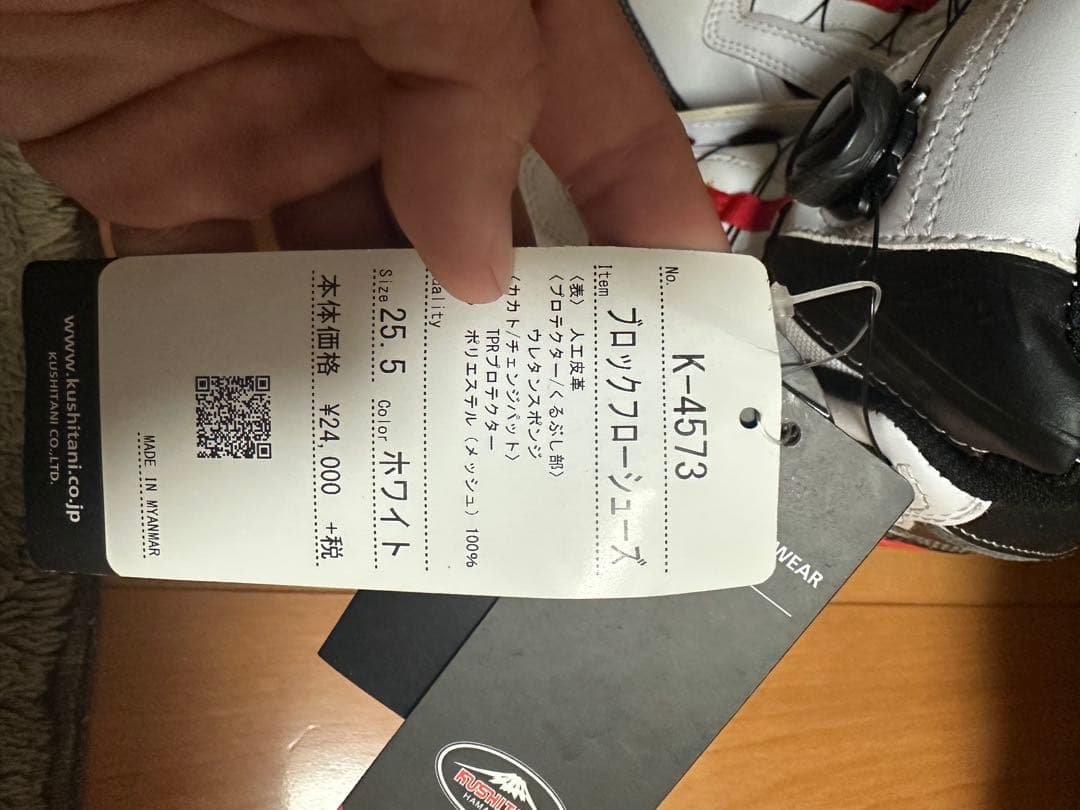 No. K-4573
Item ブロックフローシューズ
〈表〉 人工皮革
〈プロテクター/くるぶし部〉
ウレタンスポンジ
〈カカト/チェンジパット〉
TPRプロテクター
ポリエステル(メッシュ) 100%
Size 25.5 Color ホワイト
本体価格 ¥24,000 +税
MADE IN MYANMAR
www.kushitani.co.jp
KUSHITANI CO.,LTD.
WEAR